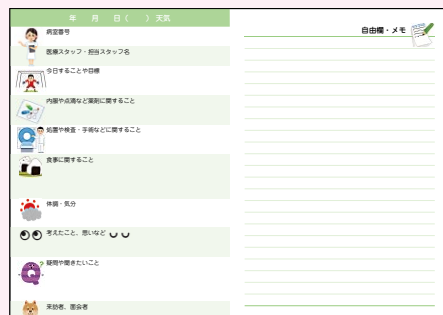 年　月　日（　）天気
病室番号
医療スタッフ・担当スタッフ名
今日することや目標
内服や点滴など薬剤に関すること
処置や検査・手術などに関すること
食事に関すること
体調・気分
考えたこと、思いなど
疑問や聞きたいこと
Q
?
来訪者、面会者
自由欄・メモ